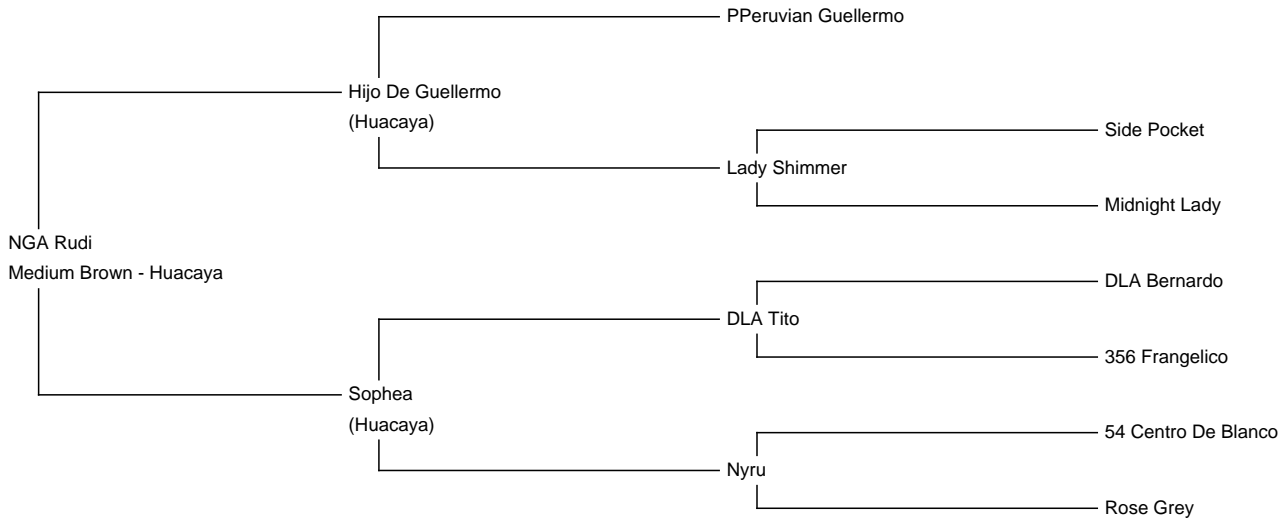 PPeruvian Guellermo
Hijo De Guellermo
(Huacaya)
Side Pocket
Lady Shimmer
Midnight Lady
NGA Rudi
Medium Brown - Huacaya
DLA Bernardo
DLA Tito
356 Frangelico
Sophea
(Huacaya)
54 Centro De Blanco
Nyru
Rose Grey